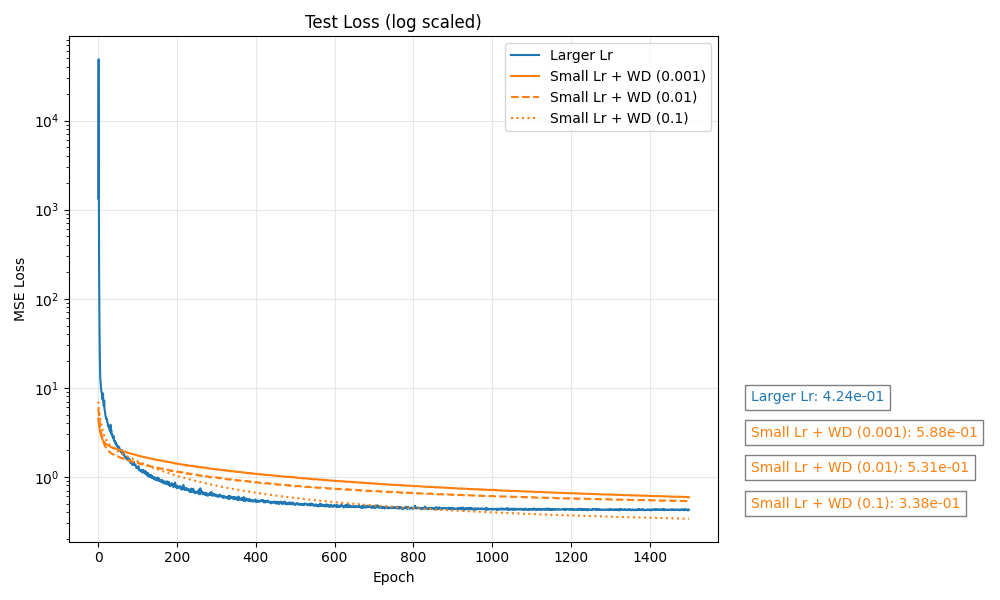 Test Loss (log scaled)
Larger Lr
Small Lr + WD (0.001)
Small Lr + WD (0.01)
Small Lr + WD (0.1)
MSE Loss
10⁴
10³
10²
10¹
10⁰
0 200 400 600 800 1000 1200 1400
Epoch
Larger Lr: 4.24e-01
Small Lr + WD (0.001): 5.88e-01
Small Lr + WD (0.01): 5.31e-01
Small Lr + WD (0.1): 3.38e-01